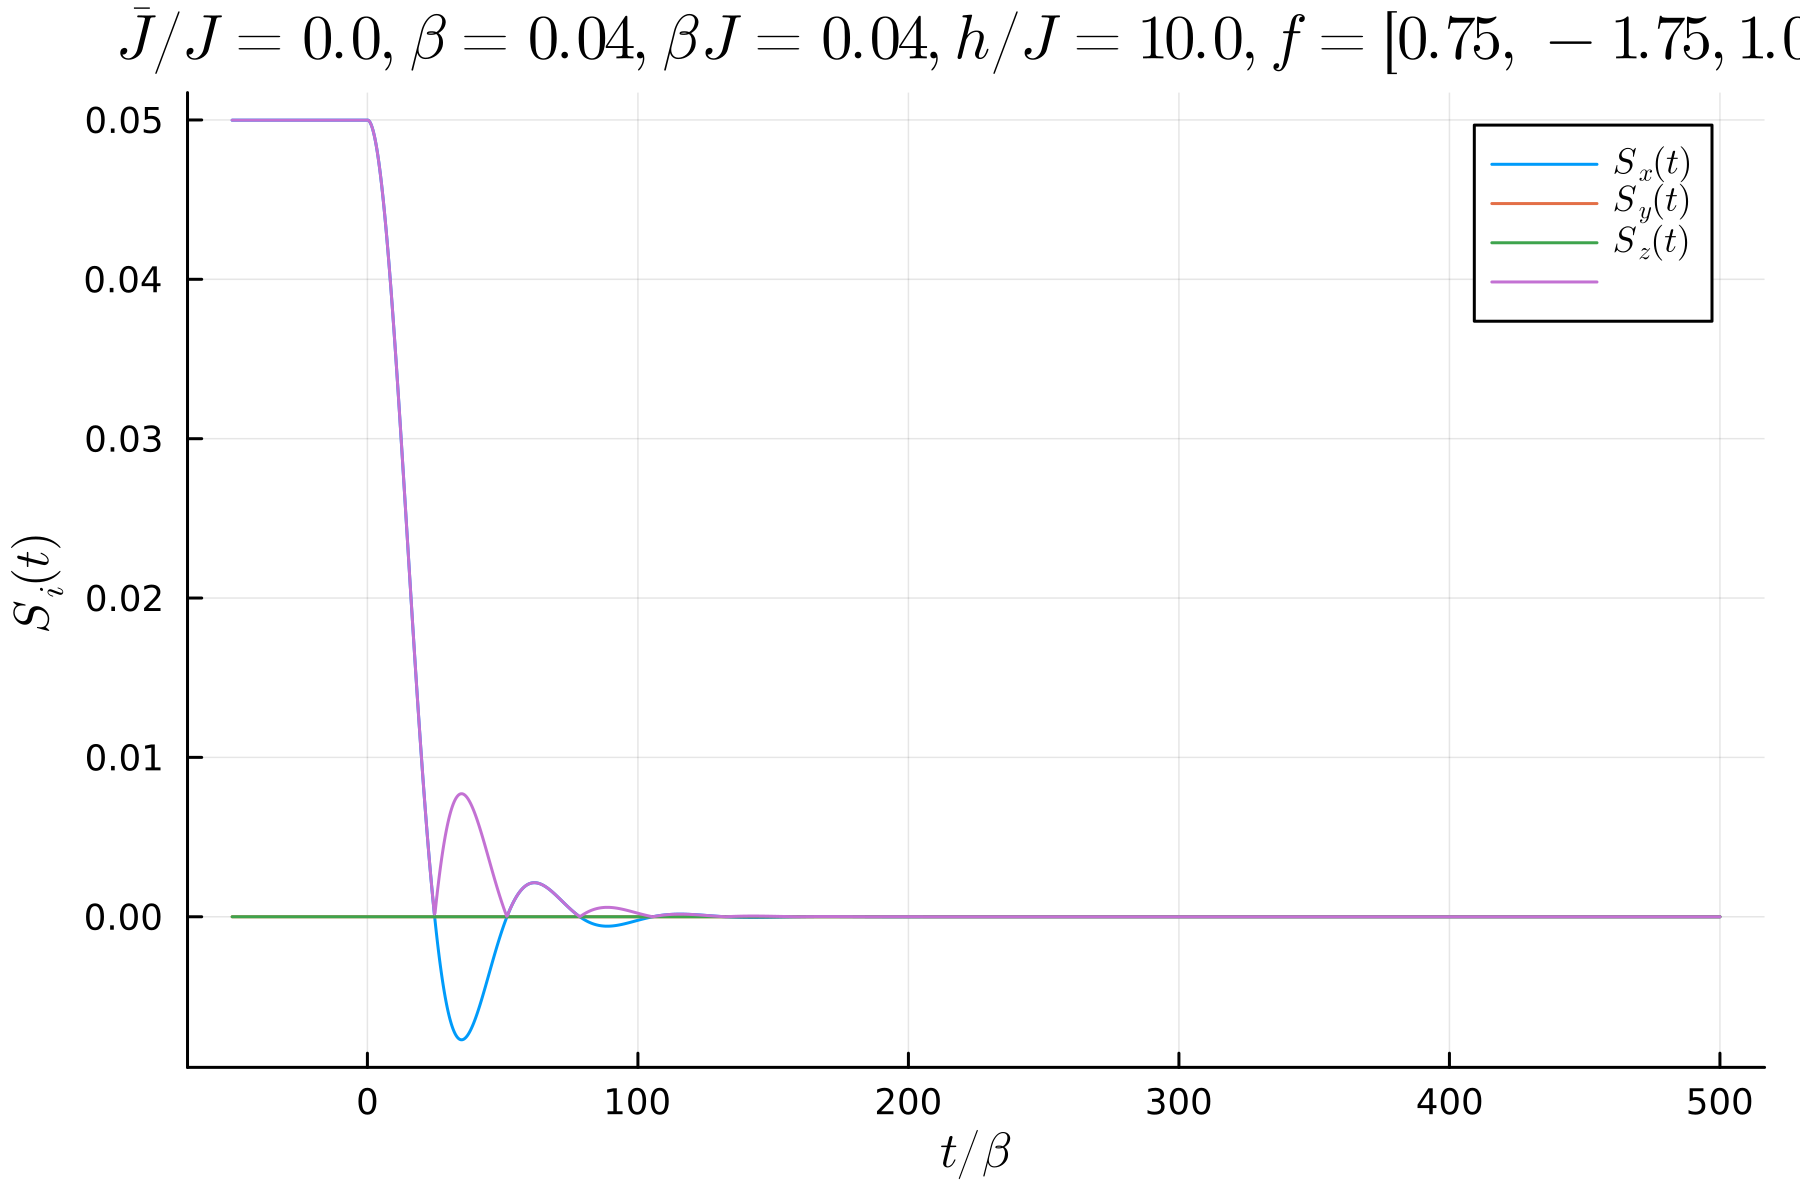 J̄/J = 0.0, β = 0.04, βJ = 0.04, h/J = 10.0, f = [0.75, −1.75, 1.0
0.05
0.04
0.03
0.02
0.01
0.00
S_i(t)
S_x(t)
S_y(t)
S_z(t)
0 100 200 300 400 500
t/β